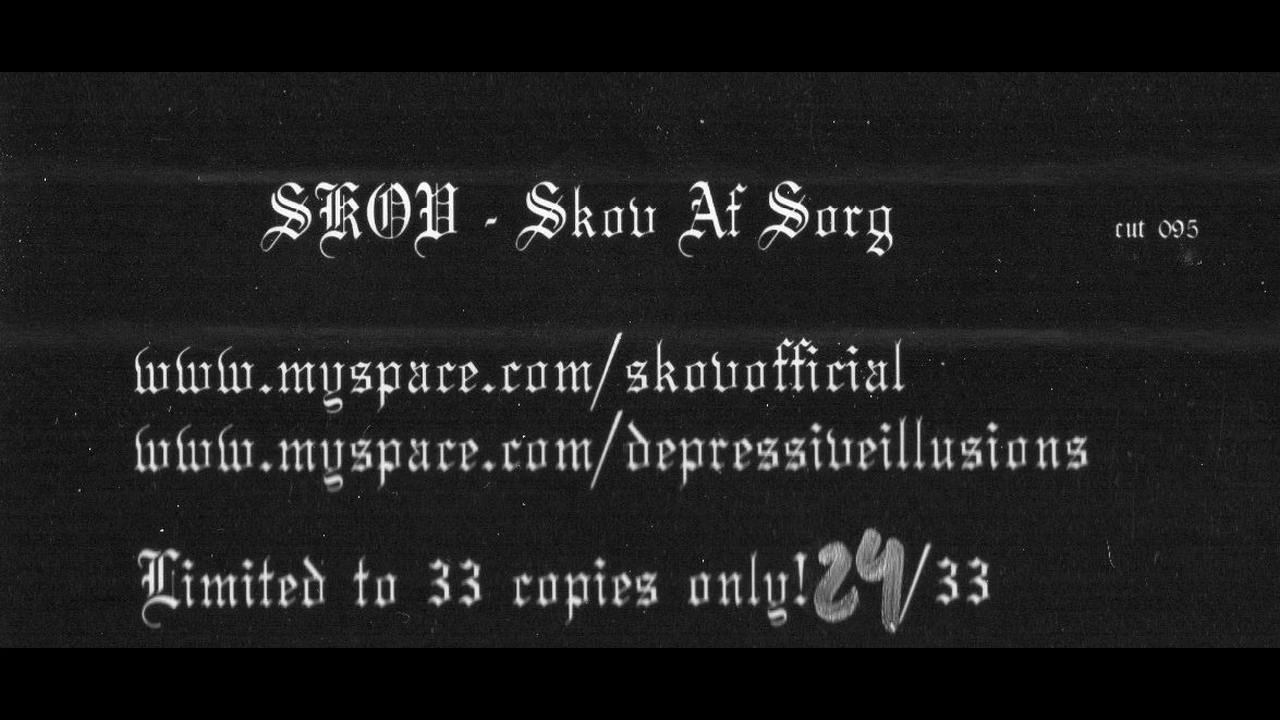 SKOV - Skov Af Sorg cut 095
www.myspace.com/skovofficial
www.myspace.com/depressiveillusions
Limited to 33 copies only! 24/33